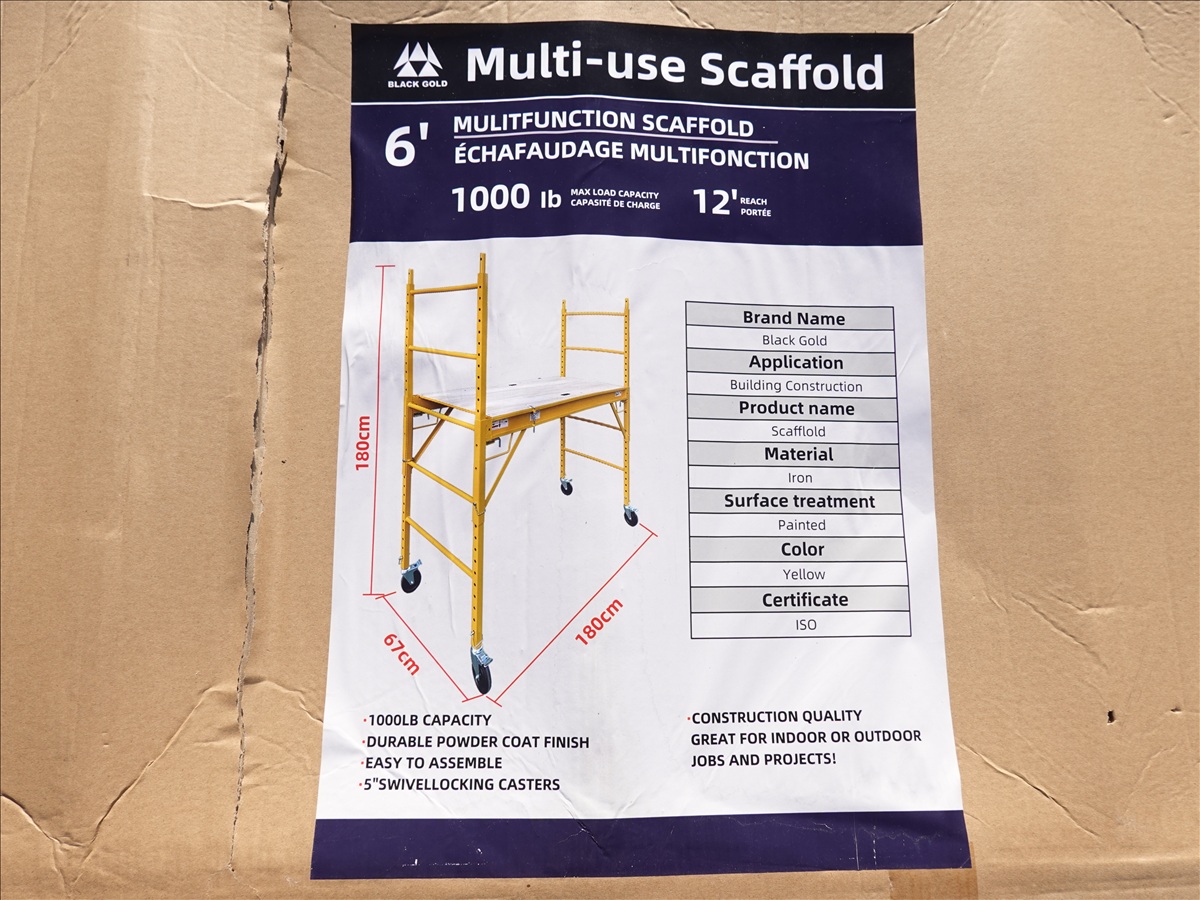 BLACK GOLD
Multi-use Scaffold
6'
MULITFUNCTION SCAFFOLD
ÉCHAFAUDAGE MULTIFONCTION
1000 lb
MAX LOAD CAPACITY
CAPASITÉ DE CHARGE
12'
REACH
PORTÉE
180cm
67cm
180cm
Brand Name
Black Gold
Application
Building Construction
Product name
Scafflold
Material
Iron
Surface treatment
Painted
Color
Yellow
Certificate
ISO
·1000LB CAPACITY
·DURABLE POWDER COAT FINISH
·EASY TO ASSEMBLE
·5"SWIVELLOCKING CASTERS
·CONSTRUCTION QUALITY
GREAT FOR INDOOR OR OUTDOOR
JOBS AND PROJECTS!